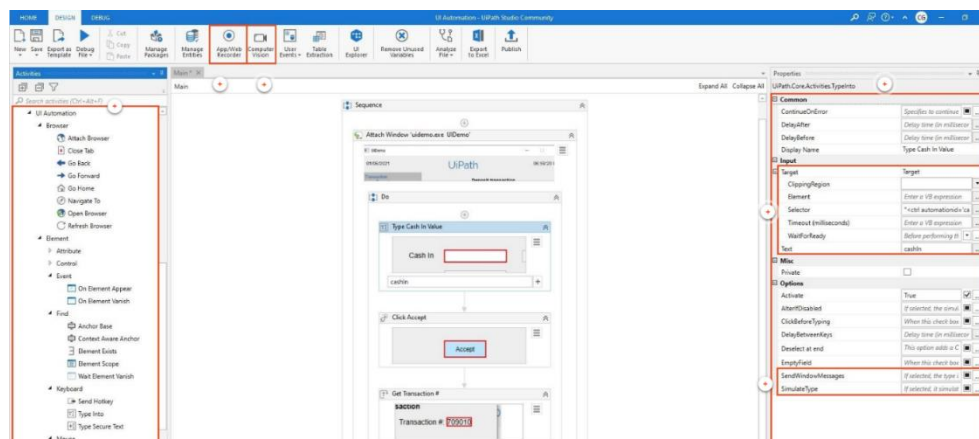 HOME DESIGN DEBUG
UI Automation - UiPath Studio Community
CG
New Save Export as Template Debug File
Cut
Copy
Paste
Manage Packages
Manage Entities
App/Web Recorder
Computer Vision
User Events
Table Extraction
UI Explorer
Remove Unused Variables
Analyze File
Export to Excel
Publish
Activities
Search activities (Ctrl+Alt+F)
UI Automation
Browser
Attach Browser
Close Tab
Go Back
Go Forward
Go Home
Navigate To
Open Browser
Refresh Browser
Element
Attribute
Control
Event
On Element Appear
On Element Vanish
Find
Anchor Base
Context Aware Anchor
Element Exists
Element Scope
Wait Element Vanish
Keyboard
Send Hotkey
Type Into
Type Secure Text
Mouse
Main*
Main
Expand All Collapse All
Sequence
Attach Window 'uidemo.exe UIDemo'
UiPath
Do
Type Cash In Value
Cash In
cashIn
Click Accept
Accept
Get Transaction #
saction
Transaction #: 709019
Properties
UiPath.Core.Activities.TypeInto
Common
ContinueOnError Specifies to continue
DelayAfter Delay time (in millisecor
DelayBefore Delay time (in millisecor
Display Name Type Cash In Value
Input
Target Target
ClippingRegion
Element Enter a VB expression
Selector "<ctrl automationid='ca
Timeout (milliseconds) Enter a VB expression
WaitForReady Before performing th
Text cashIn
Misc
Private
Options
Activate True
AlterIfDisabled If selected, the simul
ClickBeforeTyping When this check box
DelayBetweenKeys Delay time (in millisecor
Deselect at end This option adds a C
EmptyField When this check box
SendWindowMessages If selected, the type i
SimulateType If selected, it simulat